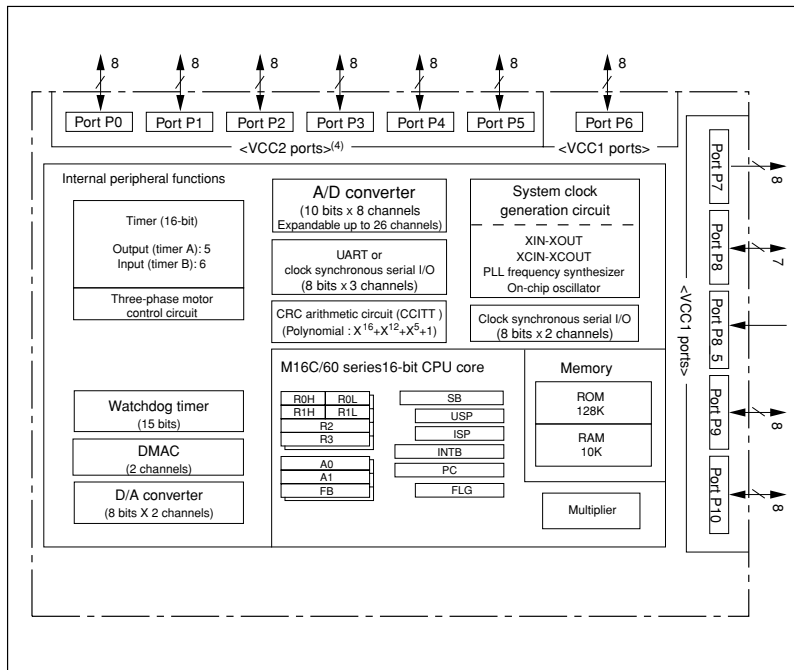 8 8 8 8 8 8 8
Port P0 Port P1 Port P2 Port P3 Port P4 Port P5 Port P6
<VCC2 ports>(4) <VCC1 ports>
Internal peripheral functions
Timer (16-bit)
Output (timer A): 5
Input (timer B): 6
Three-phase motor
control circuit
Watchdog timer
(15 bits)
DMAC
(2 channels)
D/A converter
(8 bits X 2 channels)
A/D converter
(10 bits x 8 channels
Expandable up to 26 channels)
UART or
clock synchronous serial I/O
(8 bits x 3 channels)
CRC arithmetic circuit (CCITT )
(Polynomial : X16+X12+X5+1)
System clock
generation circuit
XIN-XOUT
XCIN-XCOUT
PLL frequency synthesizer
On-chip oscillator
Clock synchronous serial I/O
(8 bits x 2 channels)
M16C/60 series16-bit CPU core
R0H R0L
R1H R1L
R2
R3
A0
A1
FB
SB
USP
ISP
INTB
PC
FLG
Memory
ROM
128K
RAM
10K
Multiplier
<VCC1 ports>
Port P7
8
Port P8
7
Port P8_5
Port P9
8
Port P10
8